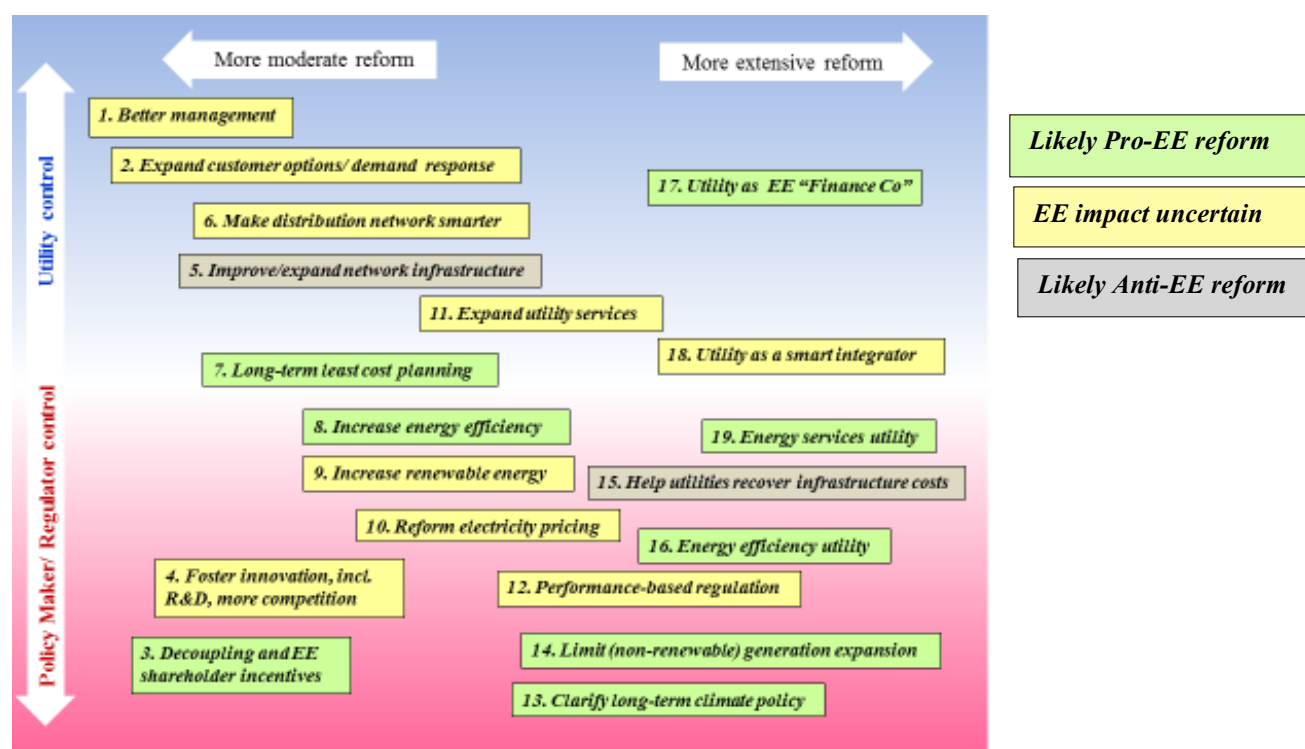 More moderate reform
More extensive reform
Utility control
Policy Maker/ Regulator control
1. Better management
2. Expand customer options/ demand response
17. Utility as EE “Finance Co”
6. Make distribution network smarter
5. Improve/expand network infrastructure
11. Expand utility services
18. Utility as a smart integrator
7. Long-term least cost planning
8. Increase energy efficiency
19. Energy services utility
9. Increase renewable energy
15. Help utilities recover infrastructure costs
10. Reform electricity pricing
16. Energy efficiency utility
4. Foster innovation, incl.
R&D, more competition
12. Performance-based regulation
3. Decoupling and EE
shareholder incentives
14. Limit (non-renewable) generation expansion
13. Clarify long-term climate policy
Likely Pro-EE reform
EE impact uncertain
Likely Anti-EE reform